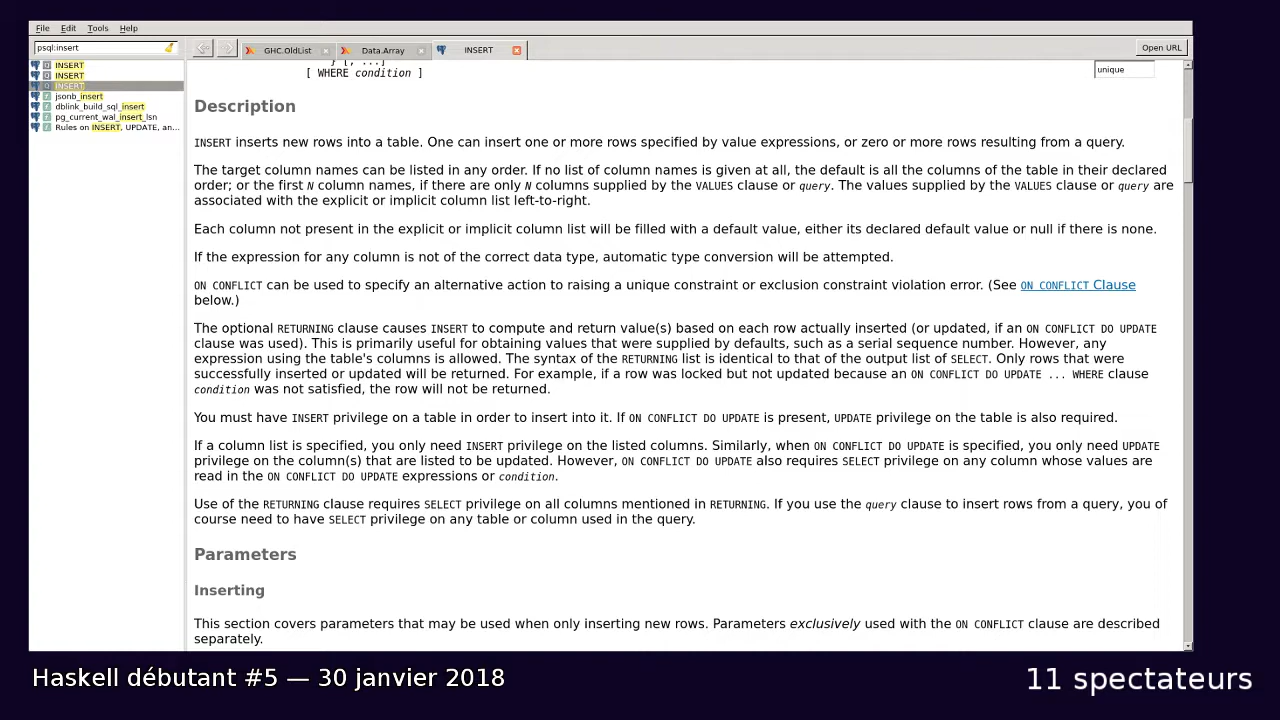 File Edit Tools Help
psql:insert
GHC.OldList
Data.Array
INSERT
Open URL
INSERT
INSERT
INSERT
jsonb_insert
dblink_build_sql_insert
pg_current_wal_insert_lsn
Rules on INSERT, UPDATE, an...
} [, ...]
[ WHERE condition ]
unique
Description
INSERT inserts new rows into a table. One can insert one or more rows specified by value expressions, or zero or more rows resulting from a query.
The target column names can be listed in any order. If no list of column names is given at all, the default is all the columns of the table in their declared
order; or the first N column names, if there are only N columns supplied by the VALUES clause or query. The values supplied by the VALUES clause or query are
associated with the explicit or implicit column list left-to-right.
Each column not present in the explicit or implicit column list will be filled with a default value, either its declared default value or null if there is none.
If the expression for any column is not of the correct data type, automatic type conversion will be attempted.
ON CONFLICT can be used to specify an alternative action to raising a unique constraint or exclusion constraint violation error. (See ON CONFLICT Clause
below.)
The optional RETURNING clause causes INSERT to compute and return value(s) based on each row actually inserted (or updated, if an ON CONFLICT DO UPDATE
clause was used). This is primarily useful for obtaining values that were supplied by defaults, such as a serial sequence number. However, any
expression using the table's columns is allowed. The syntax of the RETURNING list is identical to that of the output list of SELECT. Only rows that were
successfully inserted or updated will be returned. For example, if a row was locked but not updated because an ON CONFLICT DO UPDATE ... WHERE clause
condition was not satisfied, the row will not be returned.
You must have INSERT privilege on a table in order to insert into it. If ON CONFLICT DO UPDATE is present, UPDATE privilege on the table is also required.
If a column list is specified, you only need INSERT privilege on the listed columns. Similarly, when ON CONFLICT DO UPDATE is specified, you only need UPDATE
privilege on the column(s) that are listed to be updated. However, ON CONFLICT DO UPDATE also requires SELECT privilege on any column whose values are
read in the ON CONFLICT DO UPDATE expressions or condition.
Use of the RETURNING clause requires SELECT privilege on all columns mentioned in RETURNING. If you use the query clause to insert rows from a query, you of
course need to have SELECT privilege on any table or column used in the query.
Parameters
Inserting
This section covers parameters that may be used when only inserting new rows. Parameters exclusively used with the ON CONFLICT clause are described
separately.
Haskell débutant #5 — 30 janvier 2018
11 spectateurs